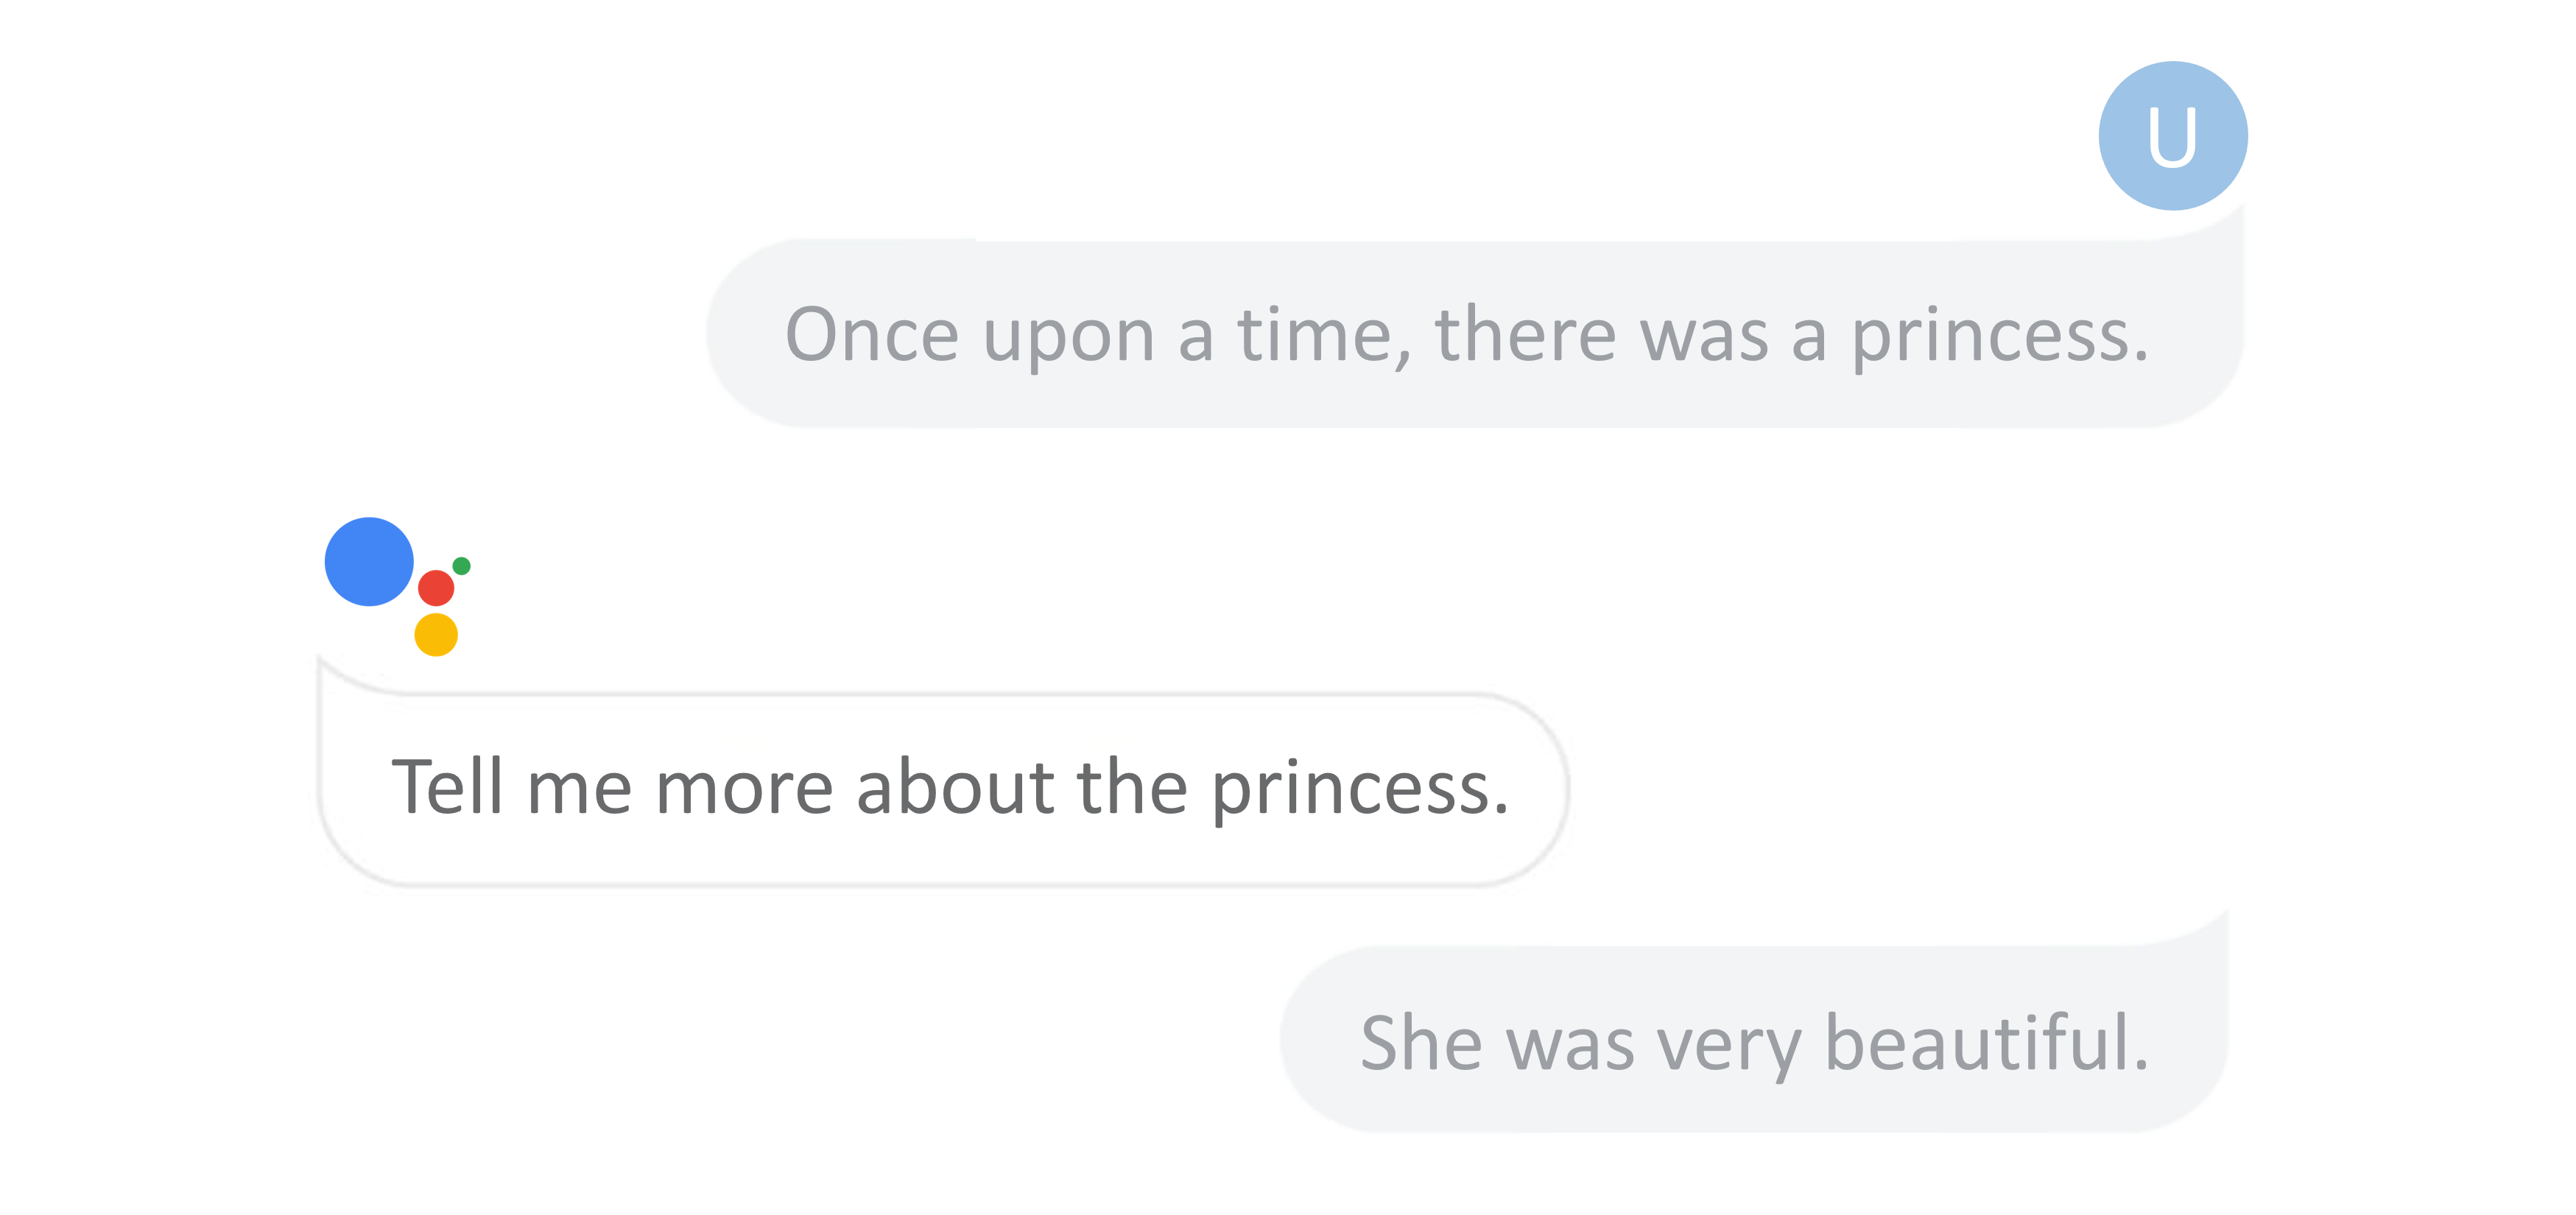 U
Once upon a time, there was a princess.
Tell me more about the princess.
She was very beautiful.